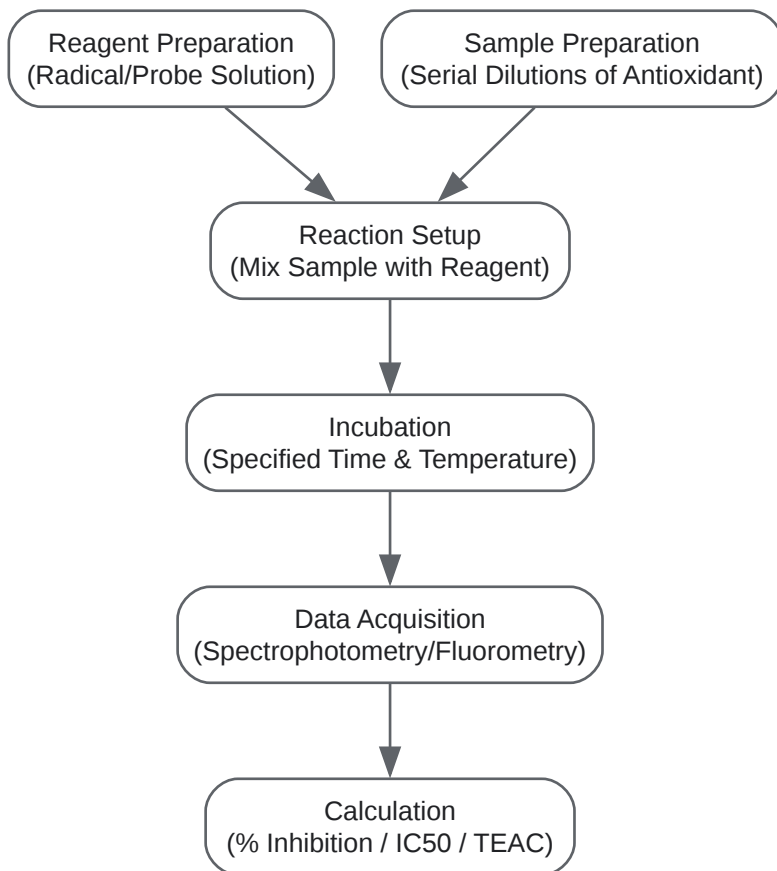 Reagent Preparation
(Radical/Probe Solution)
Sample Preparation
(Serial Dilutions of Antioxidant)
Reaction Setup
(Mix Sample with Reagent)
Incubation
(Specified Time & Temperature)
Data Acquisition
(Spectrophotometry/Fluorometry)
Calculation
(% Inhibition / IC50 / TEAC)